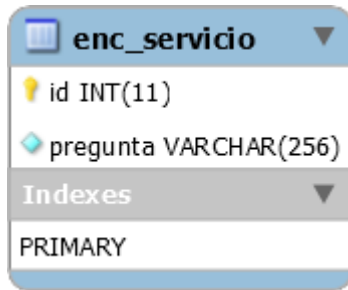 enc_servicio
id INT(11)
pregunta VARCHAR(256)
Indexes
PRIMARY